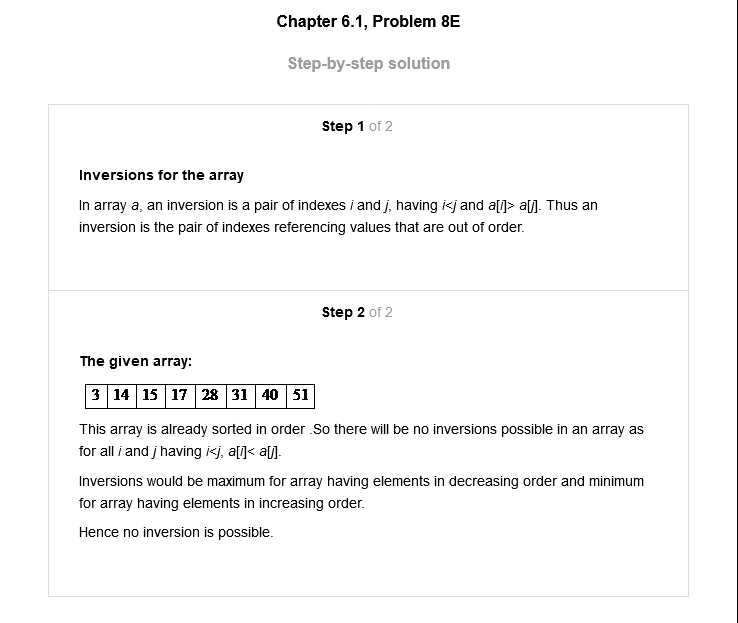 Chapter 6.1, Problem 8E
Step-by-step solution
Step 1 of 2
Inversions for the array
In array a, an inversion is a pair of indexes i and j, having i<j and a[i]> a[j]. Thus an
inversion is the pair of indexes referencing values that are out of order.
Step 2 of 2
The given array:
3 14 15 17 28 31 40 51
This array is already sorted in order .So there will be no inversions possible in an array as
for all i and j having i<j, a[i]< a[j].
Inversions would be maximum for array having elements in decreasing order and minimum
for array having elements in increasing order.
Hence no inversion is possible.